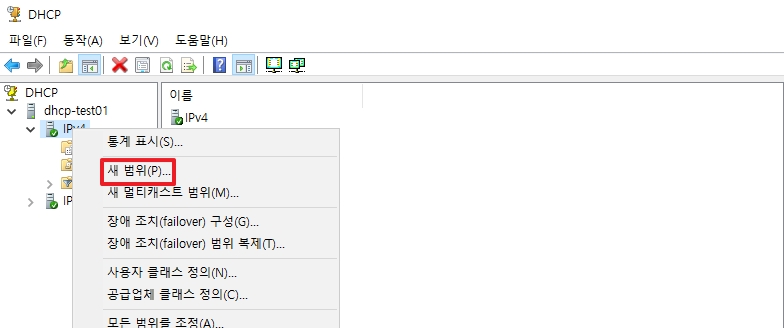 DHCP
파일(F) 동작(A) 보기(V) 도움말(H)
DHCP
dhcp-test01
IPv4
이름
IPv4
통계 표시(S)...
새 범위(P)...
새 멀티캐스트 범위(M)...
장애 조치(failover) 구성(G)...
장애 조치(failover) 범위 복제(T)...
사용자 클래스 정의(N)...
공급업체 클래스 정의(C)...
모든 범위를 조정(A)...